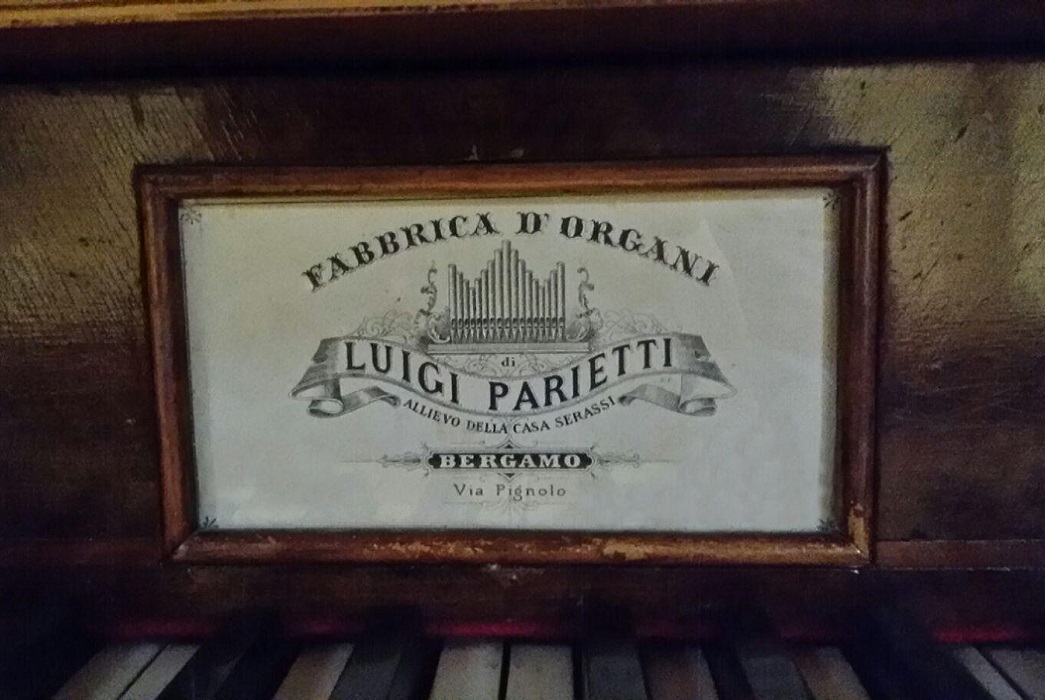 FABBRICA D'ORGANI
di
LUIGI PARIETTI
ALLIEVO DELLA CASA SERASSI
BERGAMO
Via Pignolo